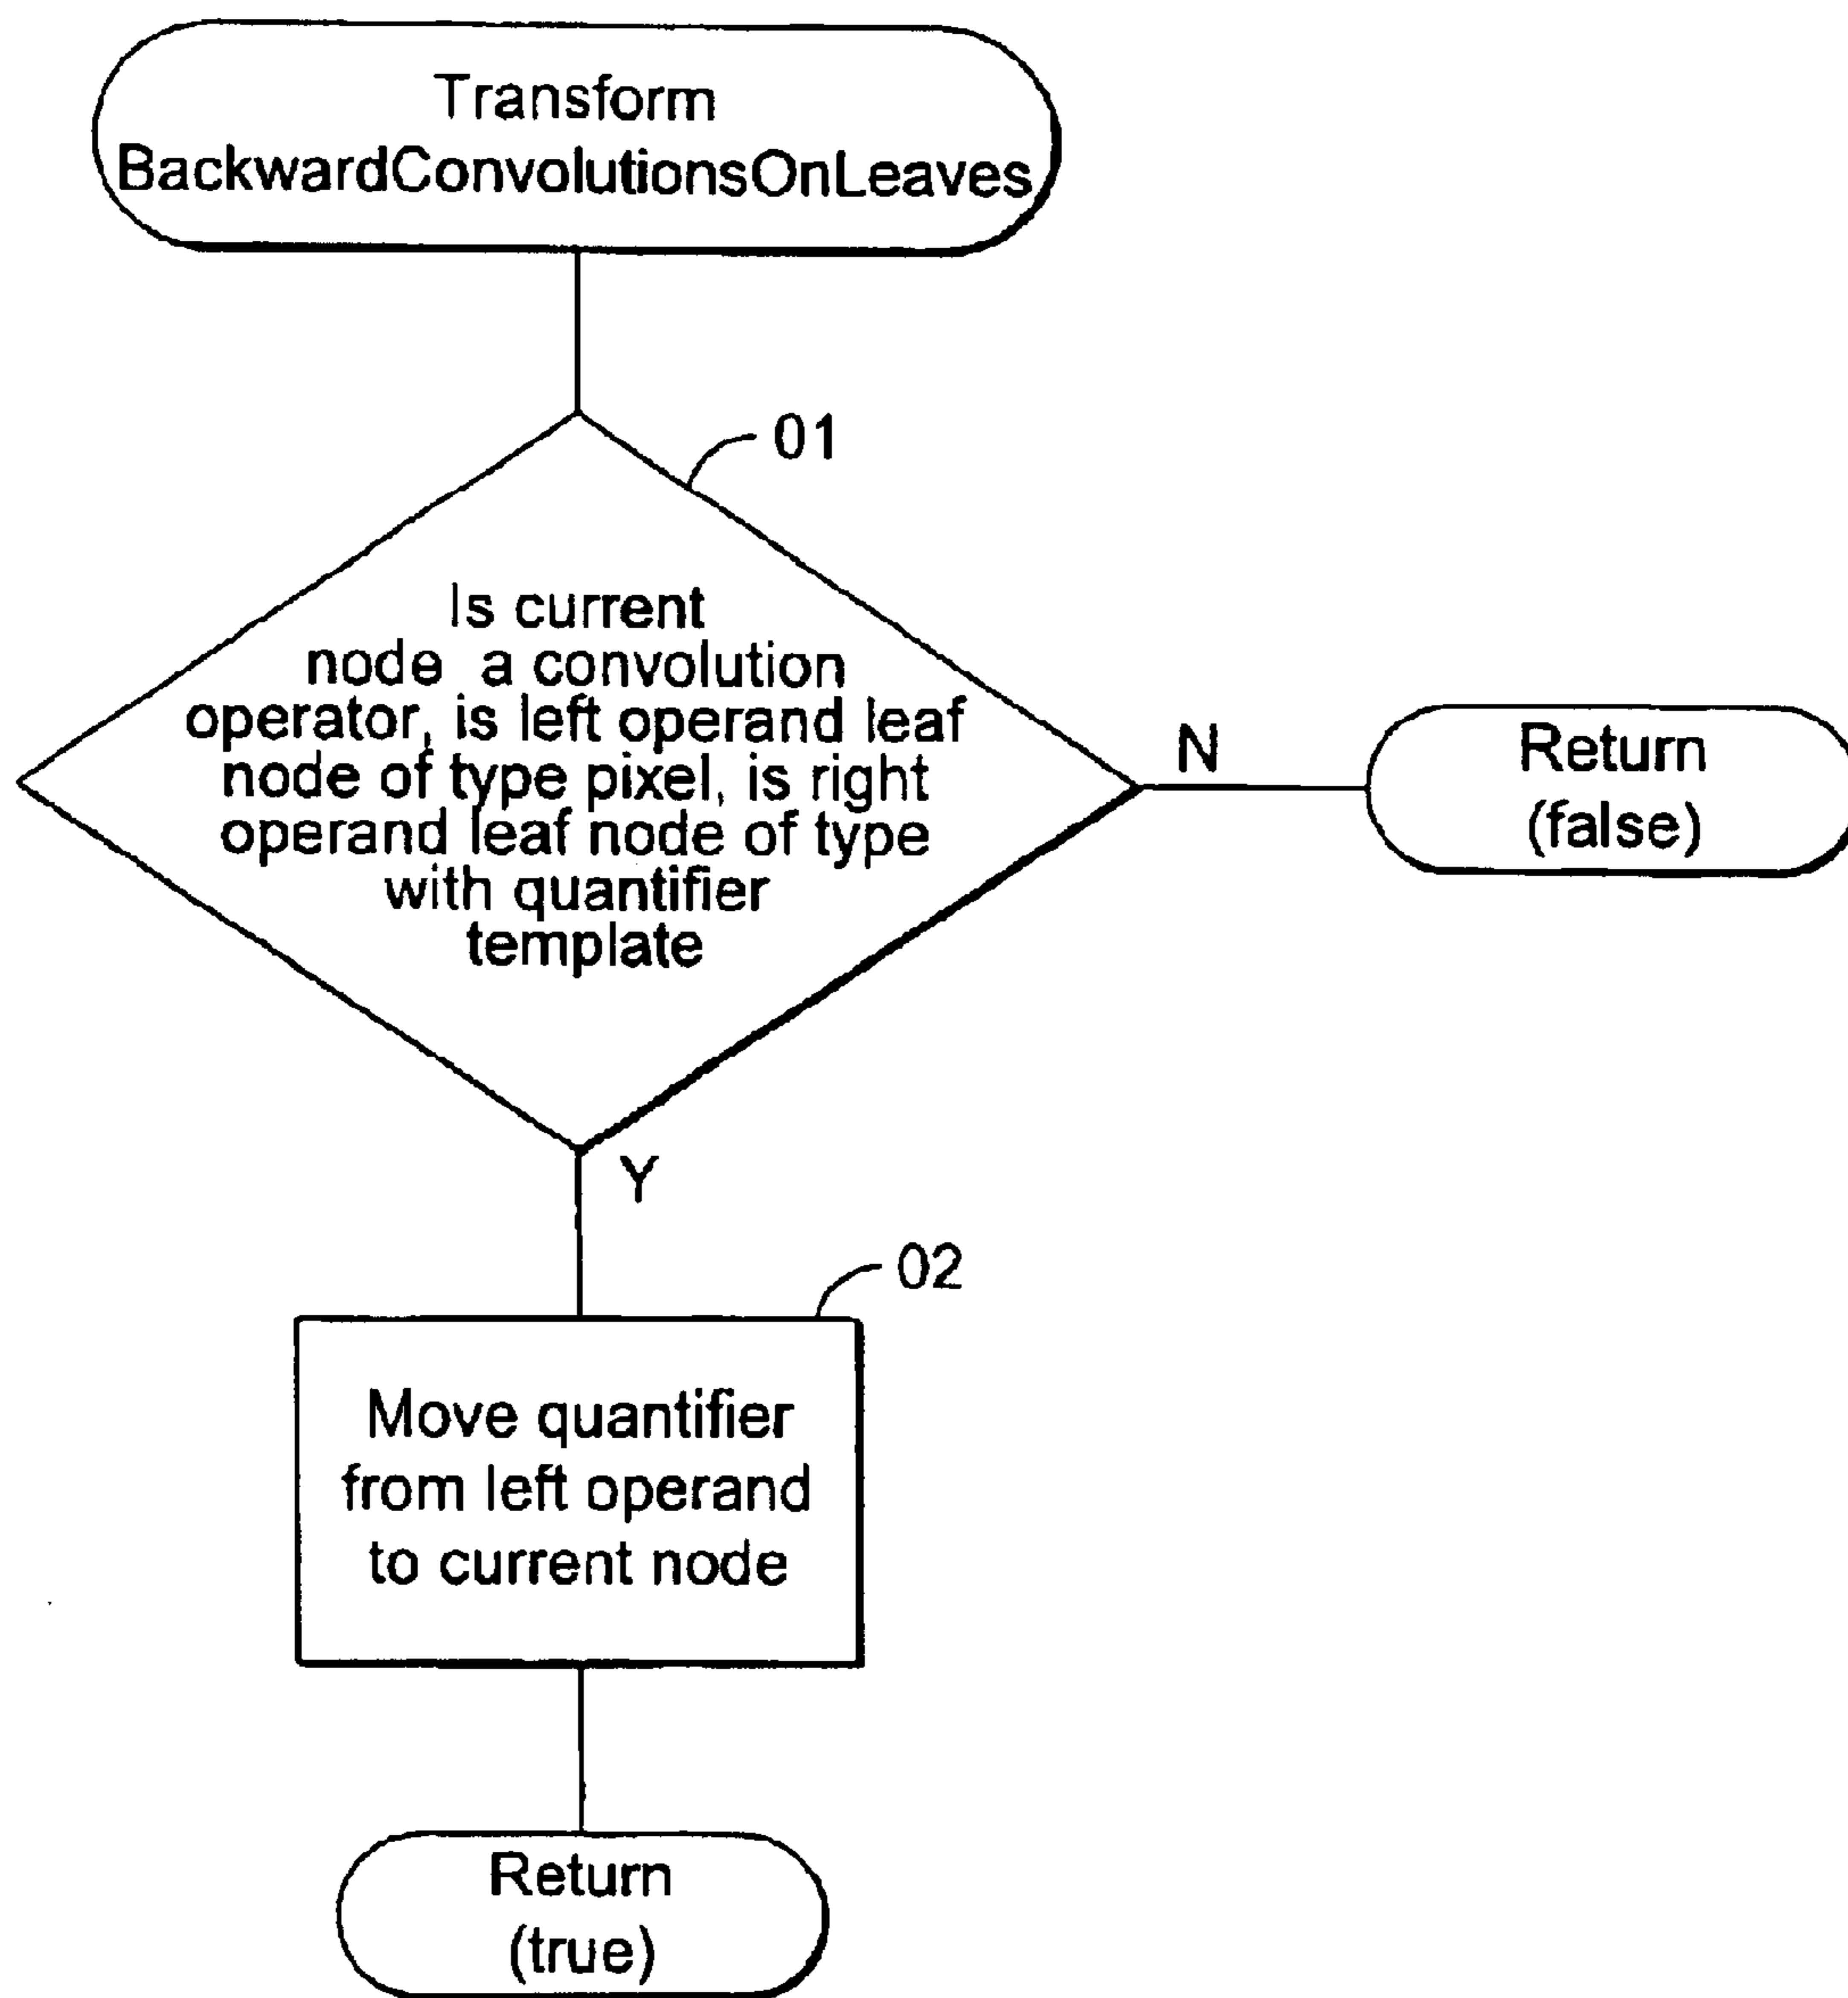 Transform
BackwardConvolutionsOnLeaves
01
Is current
node a convolution
operator, is left operand leaf
node of type pixel, is right
operand leaf node of type
with quantifier
template
N
Return
(false)
Y
02
Move quantifier
from left operand
to current node
Return
(true)